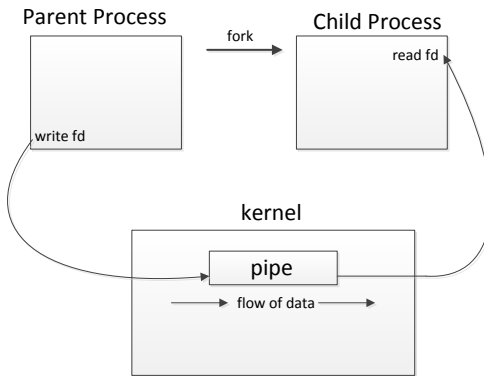 Parent Process
fork
Child Process
read fd
write fd
kernel
pipe
flow of data